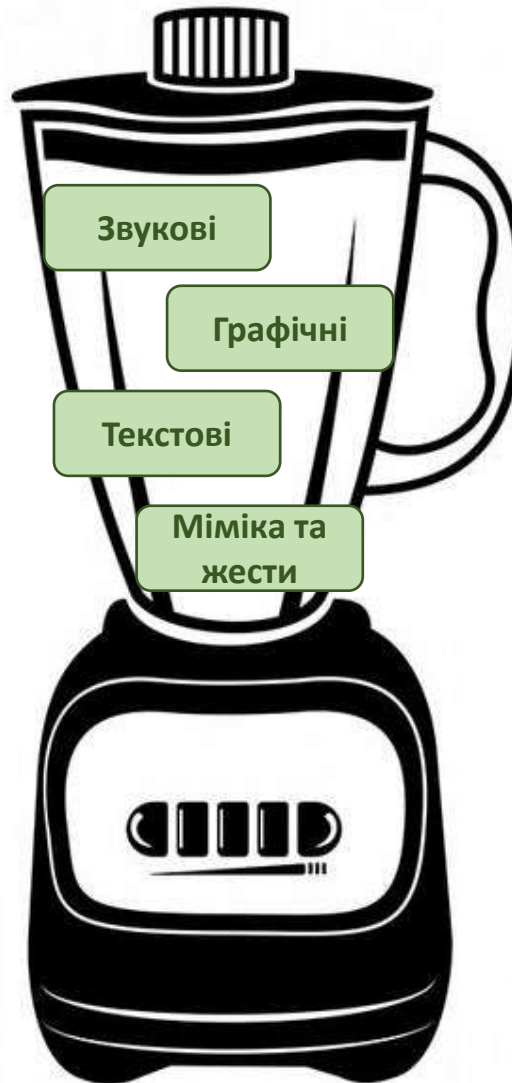 Звукові
Графічні
Текстові
Міміка та
жести